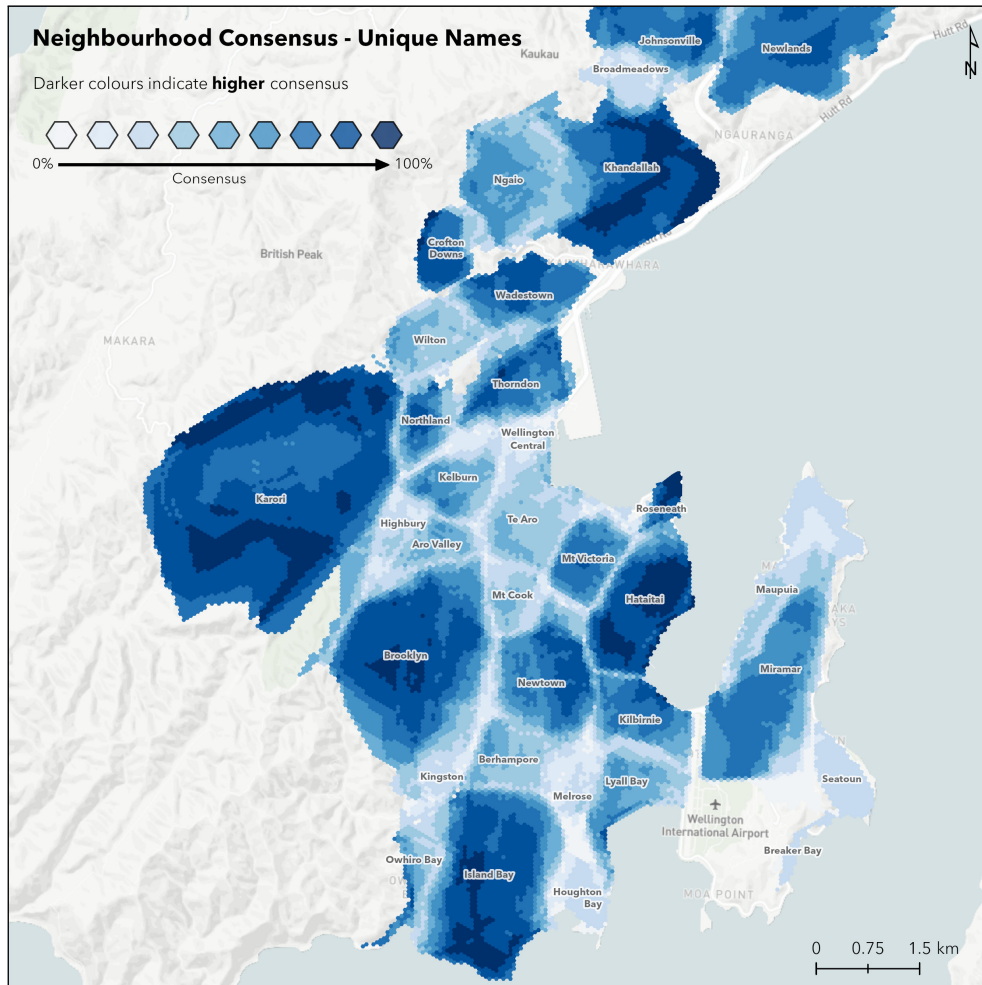 Neighbourhood Consensus - Unique Names
Darker colours indicate higher consensus
0%
100%
Consensus
N
Hutt Rd
Johnsonville
Newlands
Kaukau
Broadmeadows
Hutt Rd
NGAURANGA
Khandallah
Ngaio
Crofton
Downs
British Peak
Wadestown
MAKARA
Wilton
Thorndon
Northland
Wellington
Central
Kelburn
Karori
Roseneath
Highbury
Te Aro
Aro Valley
Mt Victoria
Mt Cook
Hataitai
Maupuia
Brooklyn
Miramar
Newtown
Kilbirnie
Berhampore
Kingston
Lyall Bay
Seatoun
Melrose
Wellington
International Airport
Owhiro Bay
Breaker Bay
Island Bay
Houghton
Bay
MOA POINT
0 0.75 1.5 km